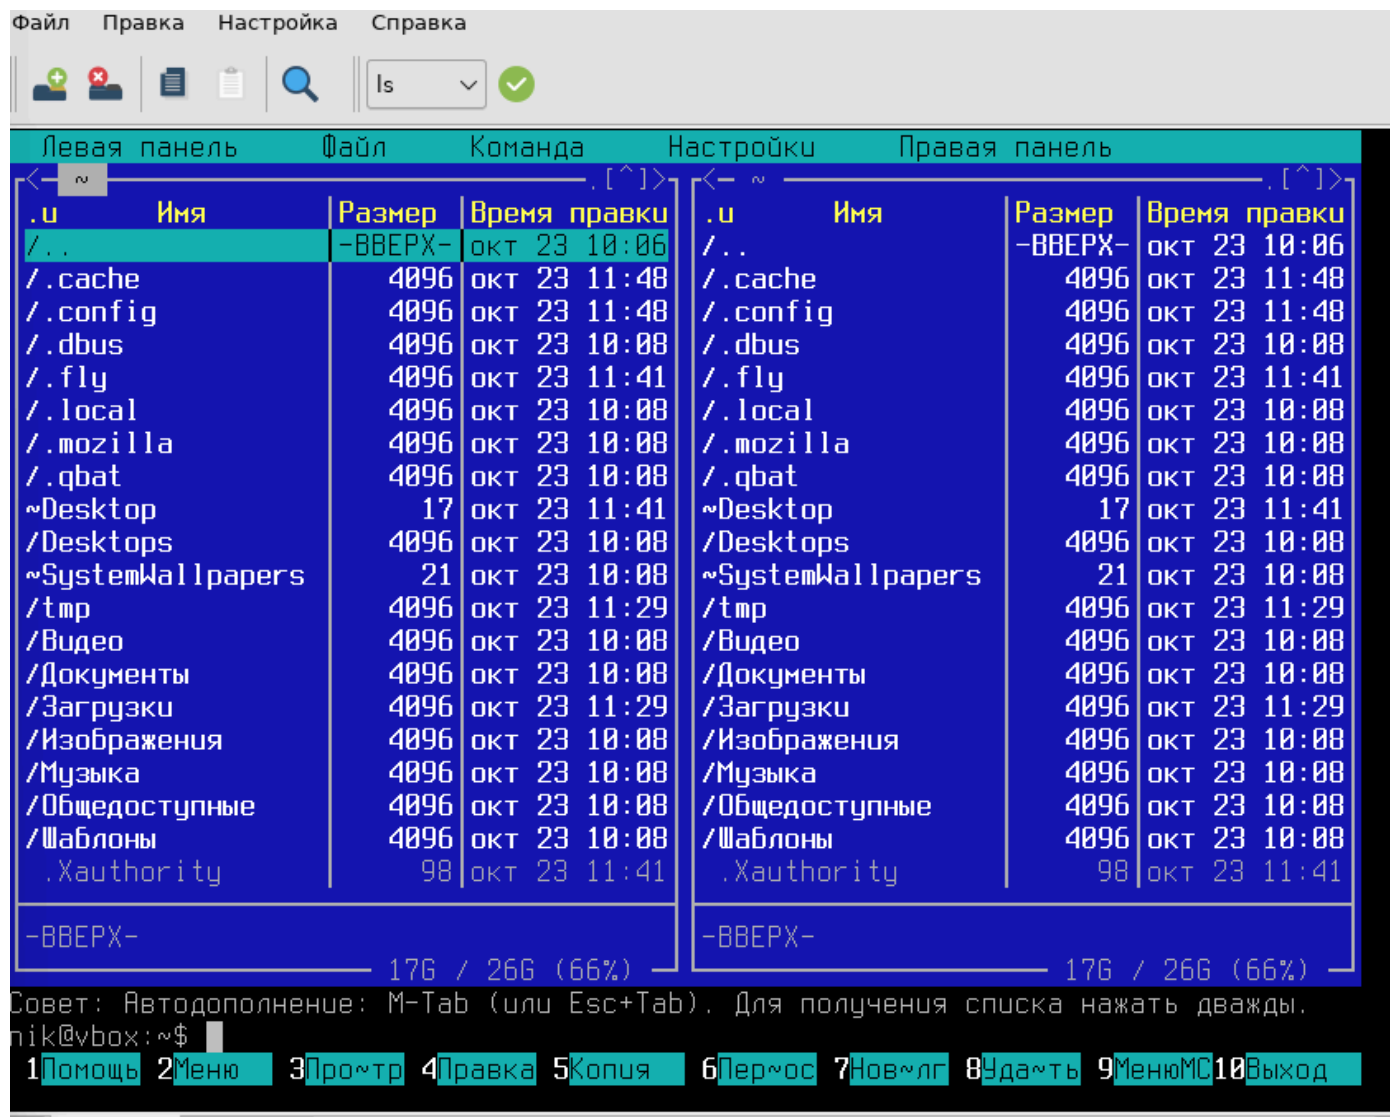 Файл Правка Настройка Справка
ls
Левая панель Файл Команда Настройки Правая панель
<─ ~ .[^]> <─ ~ .[^]>
.и Имя Размер Время правки .и Имя Размер Время правки
/.. -ВВЕРХ- окт 23 10:06 /.. -ВВЕРХ- окт 23 10:06
/.cache 4096 окт 23 11:48 /.cache 4096 окт 23 11:48
/.config 4096 окт 23 11:48 /.config 4096 окт 23 11:48
/.dbus 4096 окт 23 10:08 /.dbus 4096 окт 23 10:08
/.fly 4096 окт 23 11:41 /.fly 4096 окт 23 11:41
/.local 4096 окт 23 10:08 /.local 4096 окт 23 10:08
/.mozilla 4096 окт 23 10:08 /.mozilla 4096 окт 23 10:08
/.qbat 4096 окт 23 10:08 /.qbat 4096 окт 23 10:08
~Desktop 17 окт 23 11:41 ~Desktop 17 окт 23 11:41
/Desktops 4096 окт 23 10:08 /Desktops 4096 окт 23 10:08
~SystemWallpapers 21 окт 23 10:08 ~SystemWallpapers 21 окт 23 10:08
/tmp 4096 окт 23 11:29 /tmp 4096 окт 23 11:29
/Видео 4096 окт 23 10:08 /Видео 4096 окт 23 10:08
/Документы 4096 окт 23 10:08 /Документы 4096 окт 23 10:08
/Загрузки 4096 окт 23 11:29 /Загрузки 4096 окт 23 11:29
/Изображения 4096 окт 23 10:08 /Изображения 4096 окт 23 10:08
/Музыка 4096 окт 23 10:08 /Музыка 4096 окт 23 10:08
/Общедоступные 4096 окт 23 10:08 /Общедоступные 4096 окт 23 10:08
/Шаблоны 4096 окт 23 10:08 /Шаблоны 4096 окт 23 10:08
.Xauthority 98 окт 23 11:41 .Xauthority 98 окт 23 11:41
-ВВЕРХ- -ВВЕРХ-
17G / 26G (66%) 17G / 26G (66%)
Совет: Автодополнение: M-Tab (или Esc+Tab). Для получения списка нажать дважды.
nik@vbox:~$
1Помощь 2Меню 3Про~тр 4Правка 5Копия 6Пер~ос 7Нов~лг 8Уда~ть 9МенюMC 10Выход